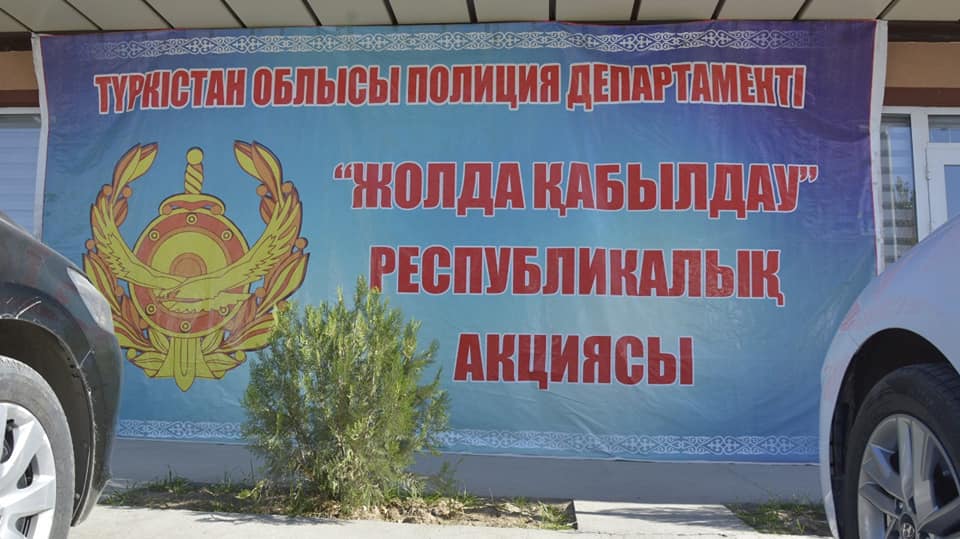 ТҮРКІСТАН ОБЛЫСЫ ПОЛИЦИЯ ДЕПАРТАМЕНТІ
“ЖОЛДА ҚАБЫЛДАУ”
РЕСПУБЛИКАЛЫҚ
АКЦИЯСЫ